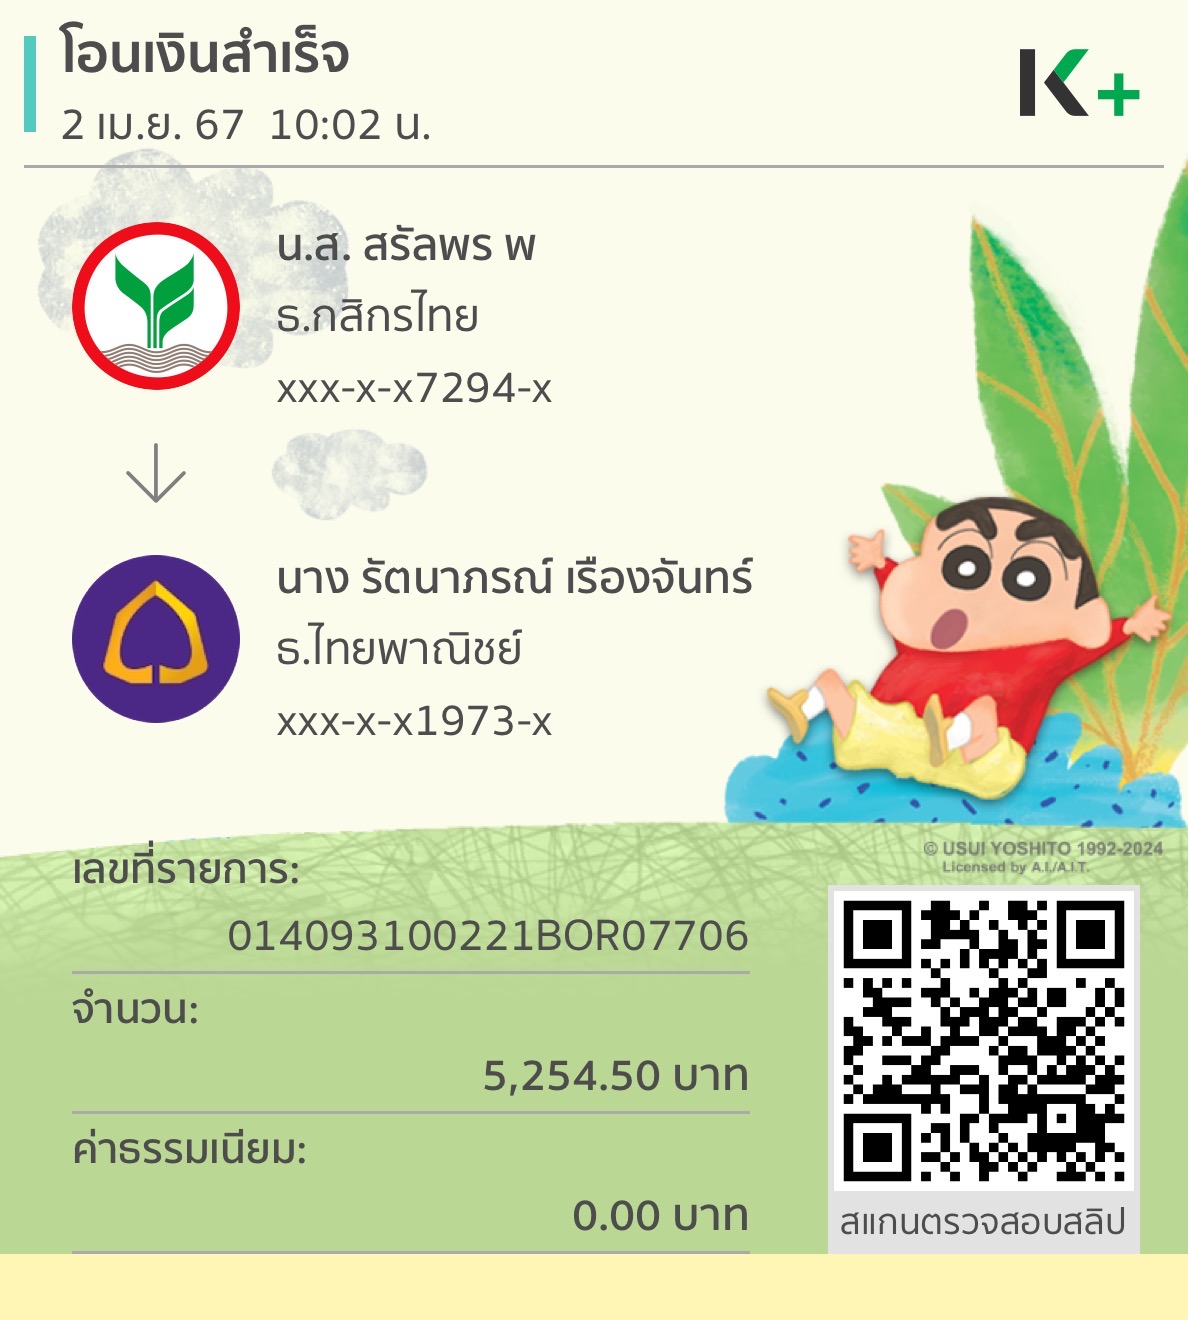 โอนเงินสำเร็จ
2 เม.ย. 67  10:02 น.
K+
น.ส. สรัลพร พ
ธ.กสิกรไทย
xxx-x-x7294-x
นาง รัตนาภรณ์ เรืองจันทร์
ธ.ไทยพาณิชย์
xxx-x-x1973-x
© USUI YOSHITO 1992-2024
Licensed by A.I./A.I.T.
เลขที่รายการ:
014093100221BOR07706
จำนวน:
5,254.50 บาท
ค่าธรรมเนียม:
0.00 บาท
สแกนตรวจสอบสลิป